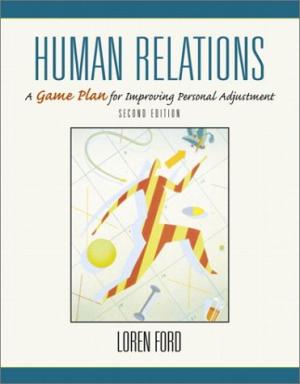 HUMAN RELATIONS
A Game Plan for Improving Personal Adjustment
SECOND EDITION
LOREN FORD